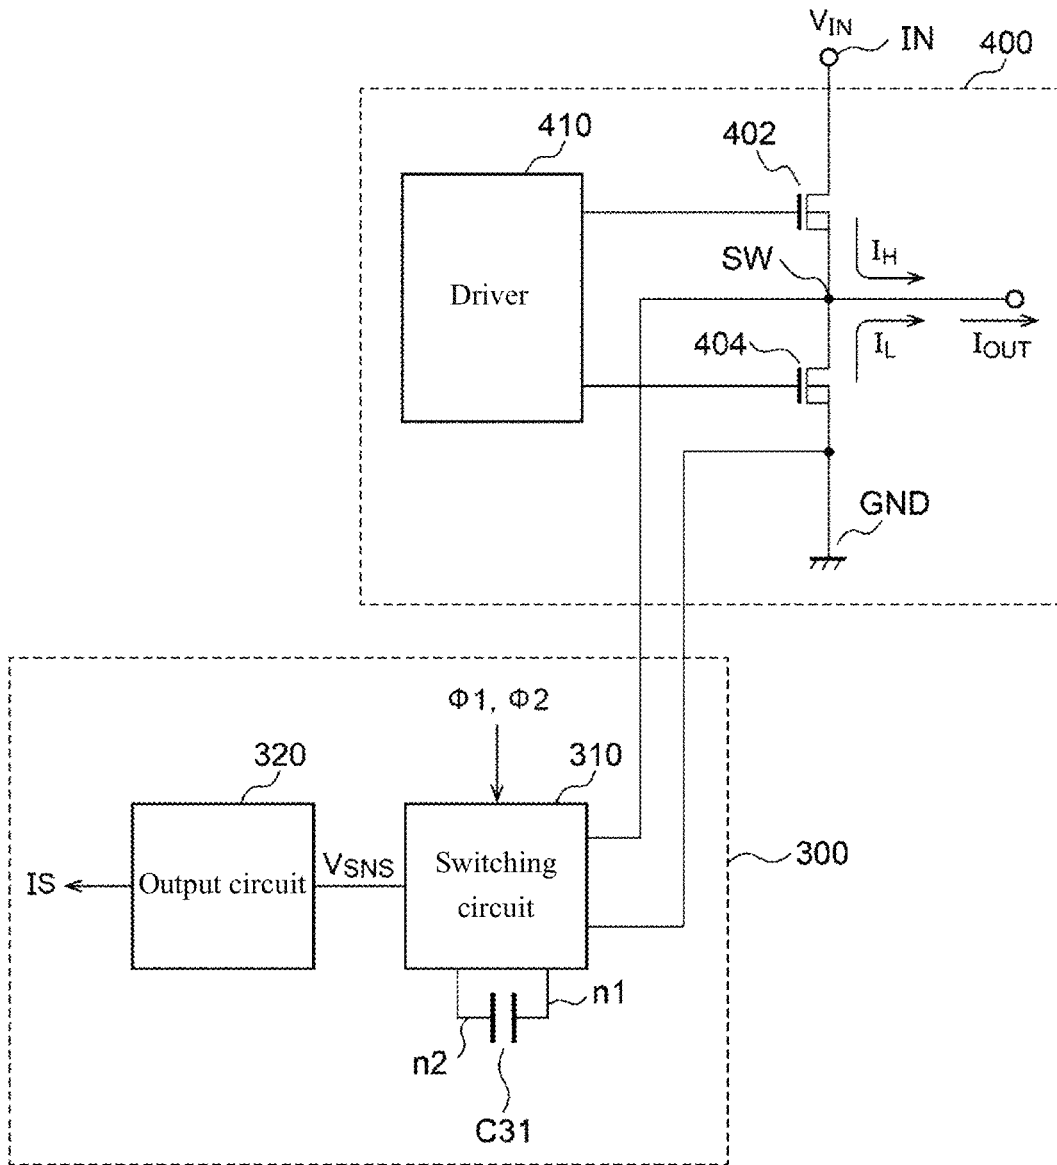 VIN
IN
400
410
402
Driver
SW
IH
404
IL
IOUT
GND
Φ1, Φ2
320
310
300
IS
Output circuit
VSNS
Switching
circuit
n1
n2
C31